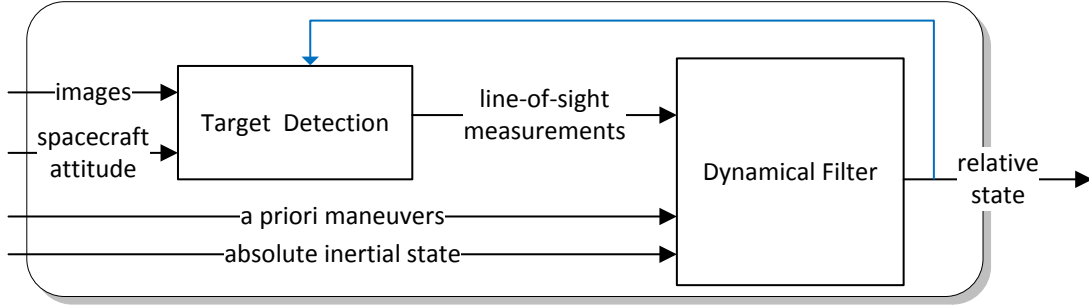 images
spacecraft
attitude
Target Detection
line-of-sight
measurements
a priori maneuvers
absolute inertial state
Dynamical Filter
relative
state